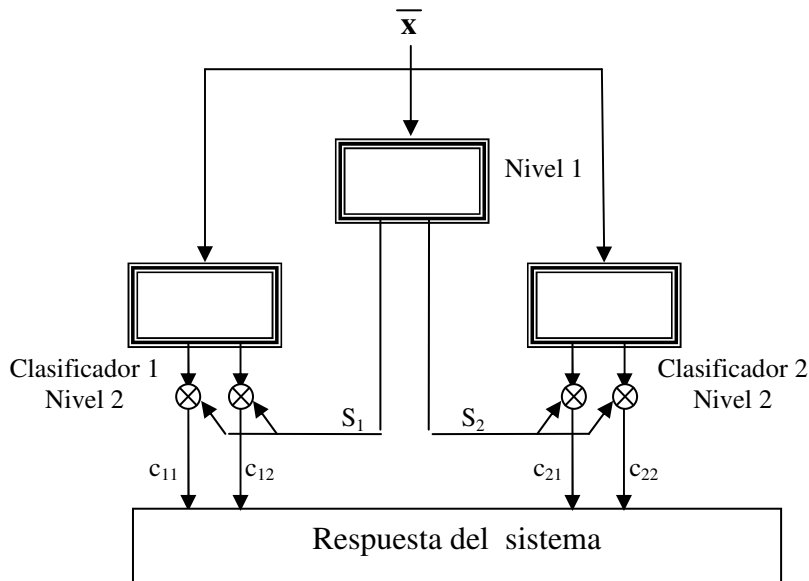 x̅
Nivel 1
Clasificador 1
Nivel 2
Clasificador 2
Nivel 2
S₁
S₂
c₁₁
c₁₂
c₂₁
c₂₂
Respuesta del sistema